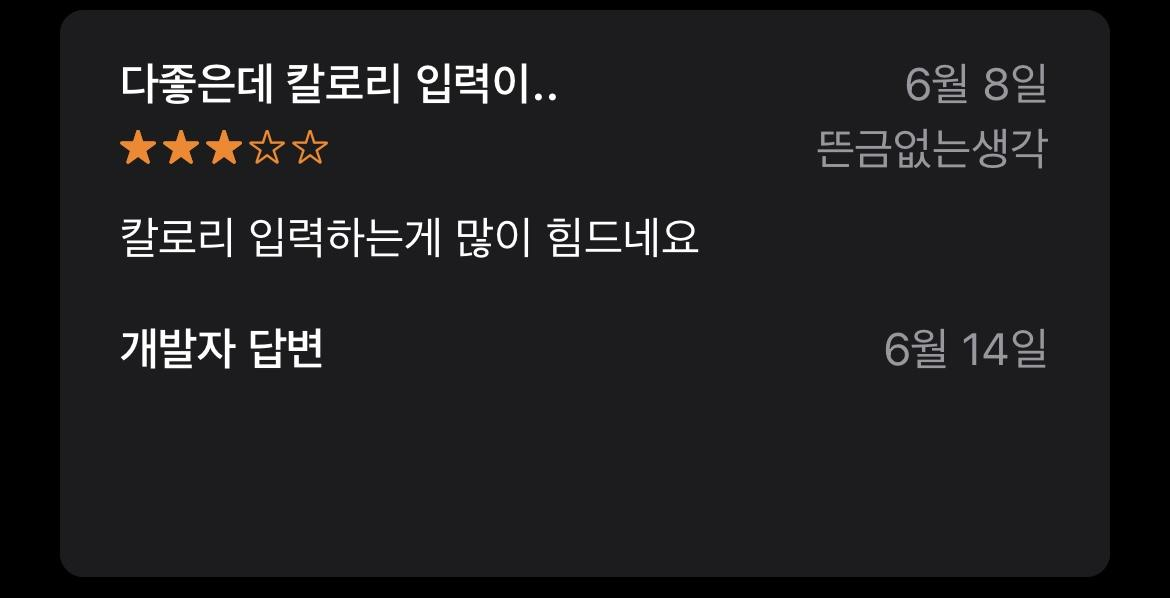 다좋은데 칼로리 입력이..
6월 8일
★★★☆☆
뜬금없는생각
칼로리 입력하는게 많이 힘드네요
개발자 답변
6월 14일